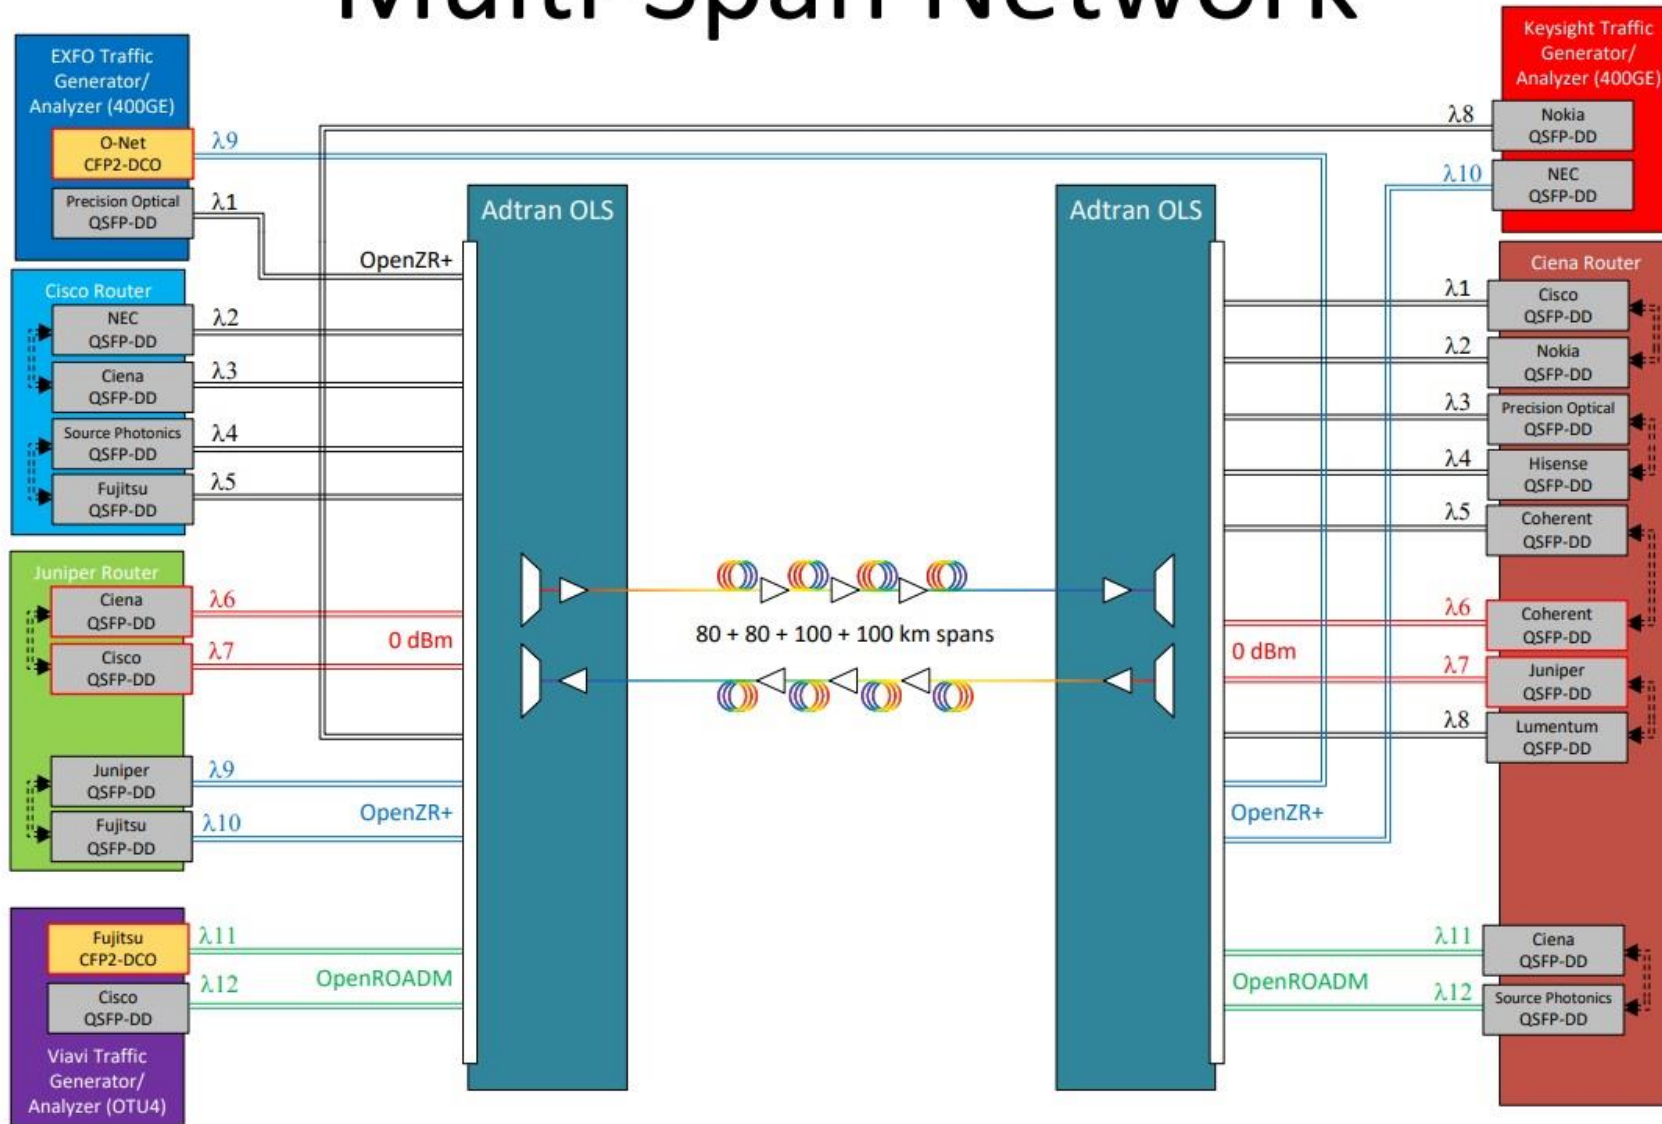 Multi-Span Network
EXFO Traffic
Generator/
Analyzer (400GE)
O-Net
CFP2-DCO
λ9
Precision Optical
QSFP-DD
λ1
OpenZR+
Cisco Router
NEC
QSFP-DD
λ2
Ciena
QSFP-DD
λ3
Source Photonics
QSFP-DD
λ4
Fujitsu
QSFP-DD
λ5
Juniper Router
Ciena
QSFP-DD
λ6
0 dBm
Cisco
QSFP-DD
λ7
Juniper
QSFP-DD
λ9
OpenZR+
Fujitsu
QSFP-DD
λ10
Fujitsu
CFP2-DCO
λ11
OpenROADM
Cisco
QSFP-DD
λ12
Viavi Traffic
Generator/
Analyzer (OTU4)
Adtran OLS
80 + 80 + 100 + 100 km spans
Adtran OLS
Keysight Traffic
Generator/
Analyzer (400GE)
λ8
Nokia
QSFP-DD
λ10
NEC
QSFP-DD
Ciena Router
λ1
Cisco
QSFP-DD
λ2
Nokia
QSFP-DD
λ3
Precision Optical
QSFP-DD
λ4
Hisense
QSFP-DD
λ5
Coherent
QSFP-DD
λ6
Coherent
QSFP-DD
0 dBm
λ7
Juniper
QSFP-DD
λ8
Lumentum
QSFP-DD
OpenZR+
λ11
Ciena
QSFP-DD
OpenROADM
λ12
Source Photonics
QSFP-DD